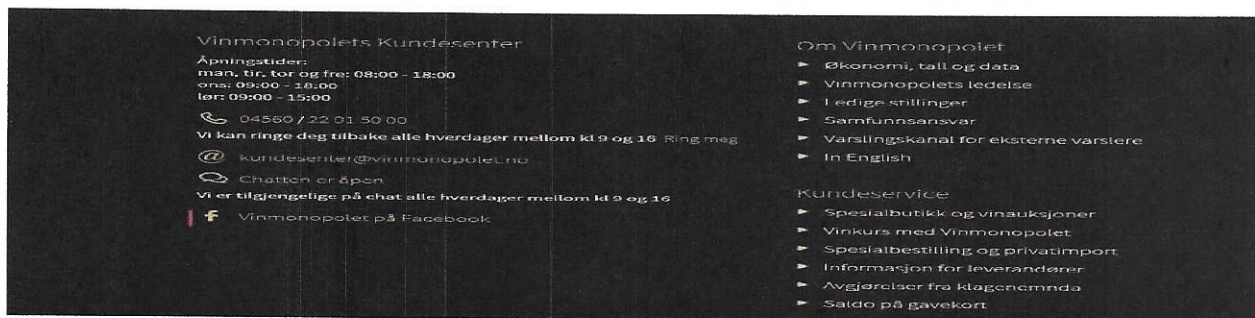 Vinmonopolets Kundesenter
Åpningstider:
man, tir, tor og fre: 08:00 - 18:00
ons: 09:00 - 18:00
lør: 09:00 - 15:00
04560 / 22 01 50 00
Vi kan ringe deg tilbake alle hverdager mellom kl 9 og 16 Ring meg
@ kundesenter@vinmonopolet.no
Chatten er åpen
Vi er tilgjengelige på chat alle hverdager mellom kl 9 og 16
f Vinmonopolet på Facebook
Om Vinmonopolet
Økonomi, tall og data
Vinmonopolets ledelse
Ledige stillinger
Samfunnsansvar
Varslingskanal for eksterne varslere
In English
Kundeservice
Spesialbutikk og vinauksjoner
Vinkurs med Vinmonopolet
Spesialbestilling og privatimport
Informasjon for leverandører
Avgjørelser fra klagenemnda
Saldo på gavekort